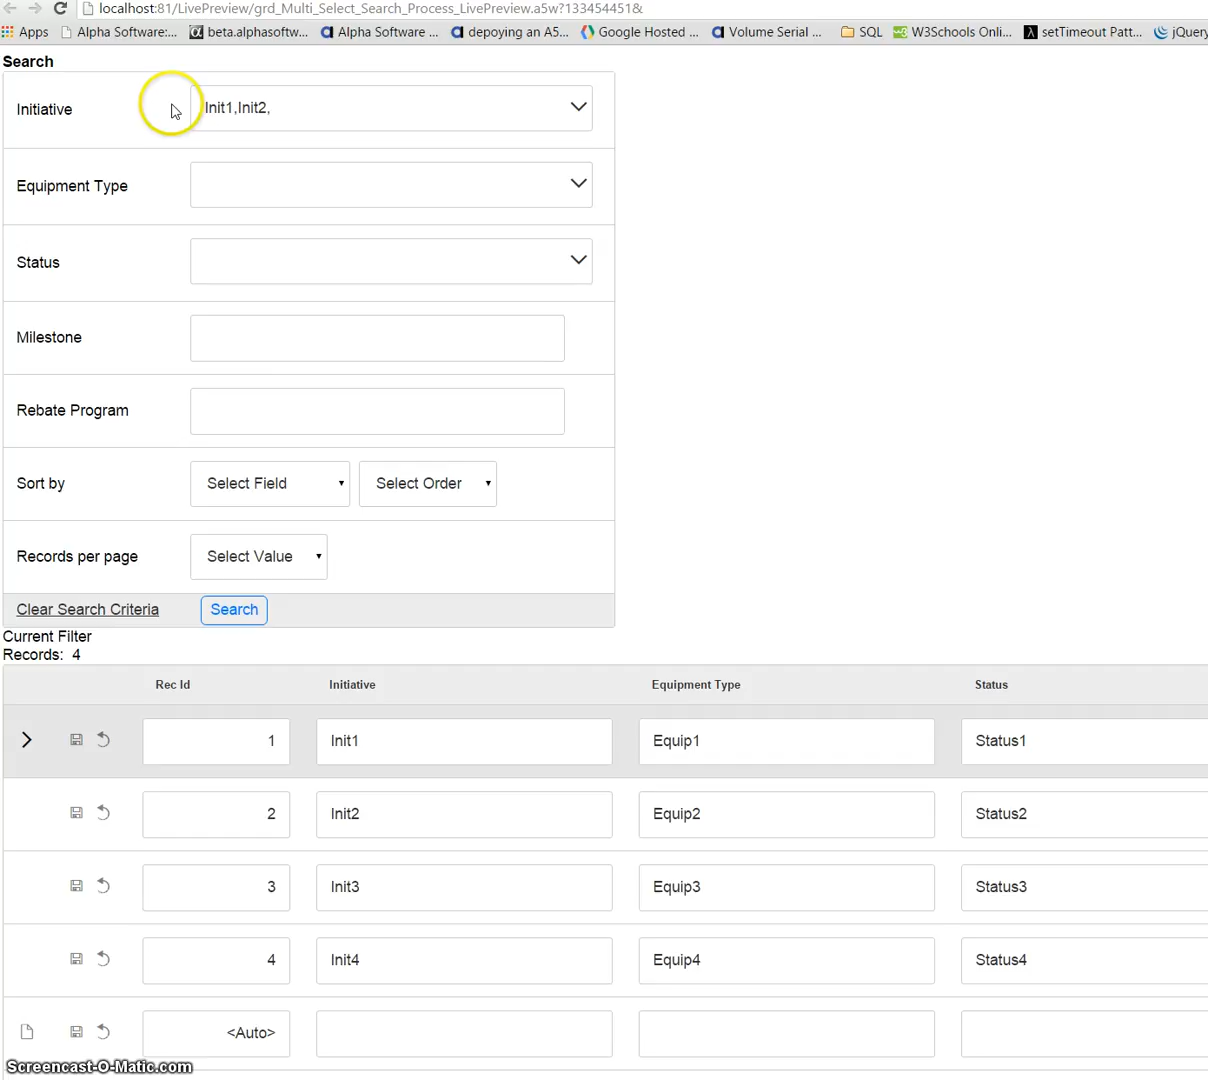 localhost:81/LivePreview/grd_Multi_Select_Search_Process_LivePreview.a5w?133454451&
Apps Alpha Software:... beta.alphasoftw... Alpha Software ... depoying an A5... Google Hosted ... Volume Serial ... SQL W3Schools Onli... setTimeout Patt... jQuery
Search
Initiative Init1,Init2,
Equipment Type
Status
Milestone
Rebate Program
Sort by Select Field Select Order
Records per page Select Value
Clear Search Criteria Search
Current Filter
Records: 4
Rec Id Initiative Equipment Type Status
1 Init1 Equip1 Status1
2 Init2 Equip2 Status2
3 Init3 Equip3 Status3
4 Init4 Equip4 Status4
<Auto>
Screencast-O-Matic.com